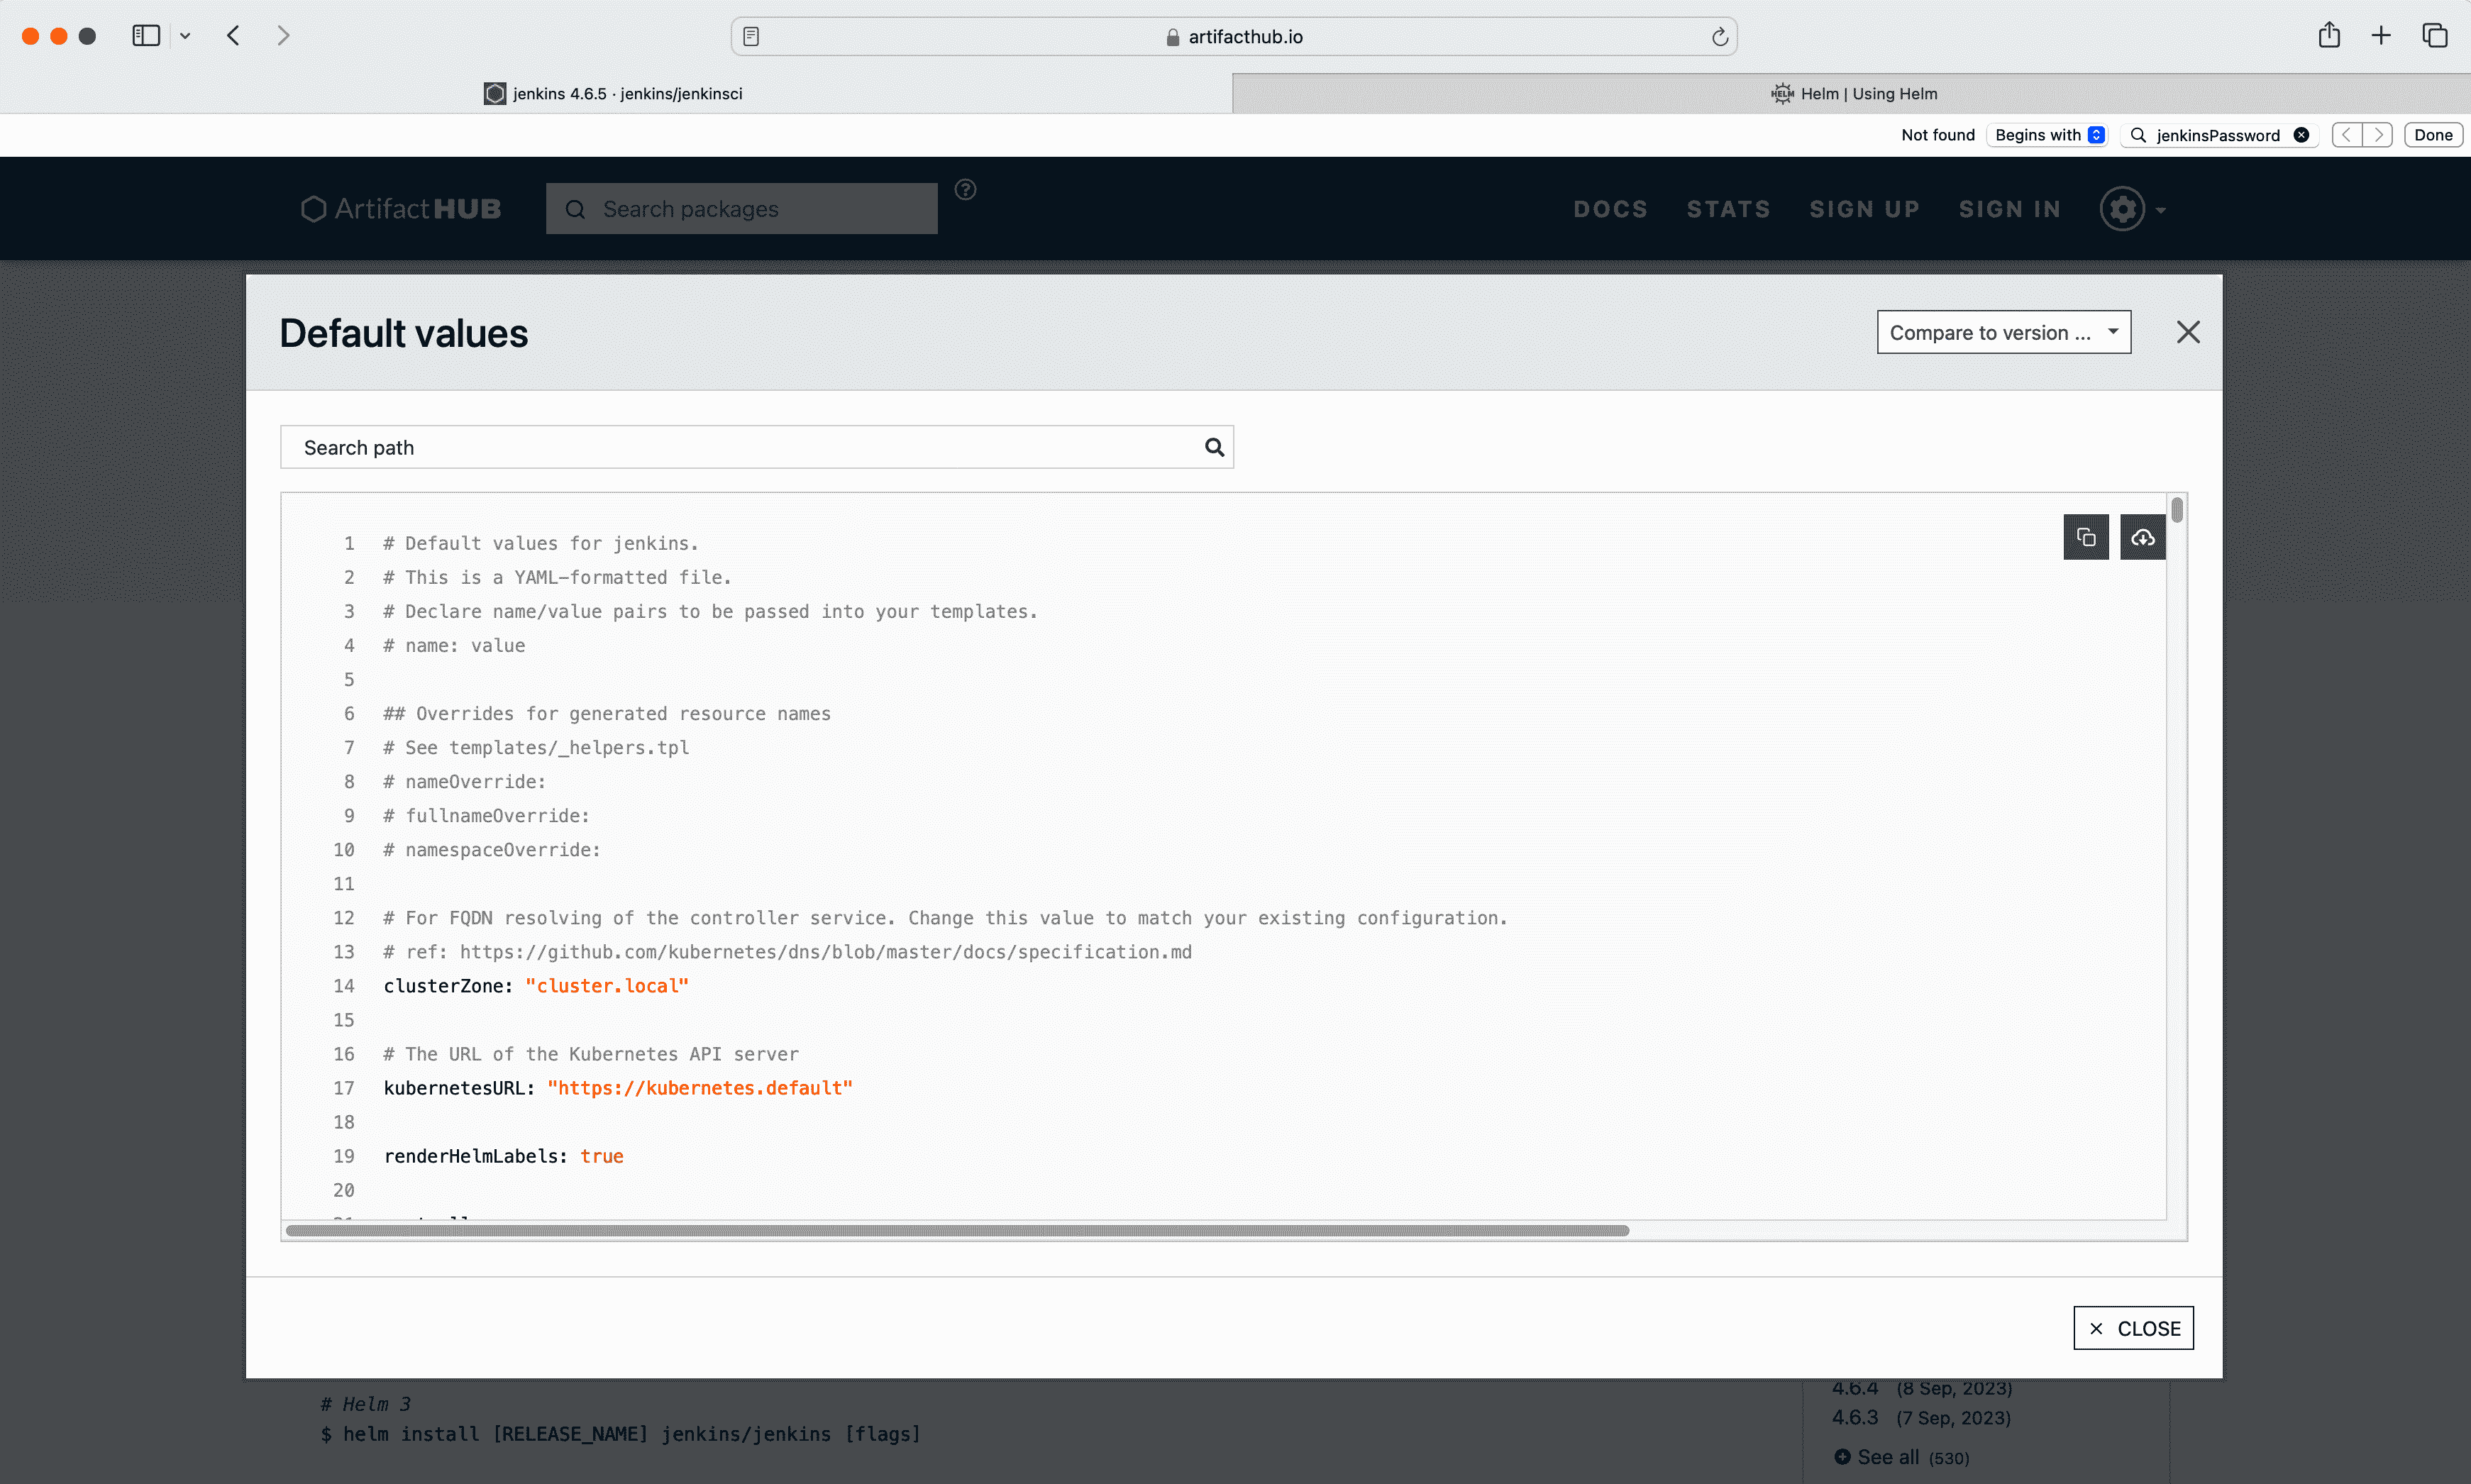 artifacthub.io
jenkins 4.6.5 · jenkins/jenkinsci
HELM Helm | Using Helm
Not found Begins with jenkinsPassword Done
ArtifactHUB Search packages ? DOCS STATS SIGN UP SIGN IN
Default values
Compare to version ...
Search path
1 # Default values for jenkins.
2 # This is a YAML-formatted file.
3 # Declare name/value pairs to be passed into your templates.
4 # name: value
5
6 ## Overrides for generated resource names
7 # See templates/_helpers.tpl
8 # nameOverride:
9 # fullnameOverride:
10 # namespaceOverride:
11
12 # For FQDN resolving of the controller service. Change this value to match your existing configuration.
13 # ref: https://github.com/kubernetes/dns/blob/master/docs/specification.md
14 clusterZone: "cluster.local"
15
16 # The URL of the Kubernetes API server
17 kubernetesURL: "https://kubernetes.default"
18
19 renderHelmLabels: true
20
CLOSE
# Helm 3
$ helm install [RELEASE_NAME] jenkins/jenkins [flags]
4.6.4 (8 Sep, 2023)
4.6.3 (7 Sep, 2023)
See all (530)